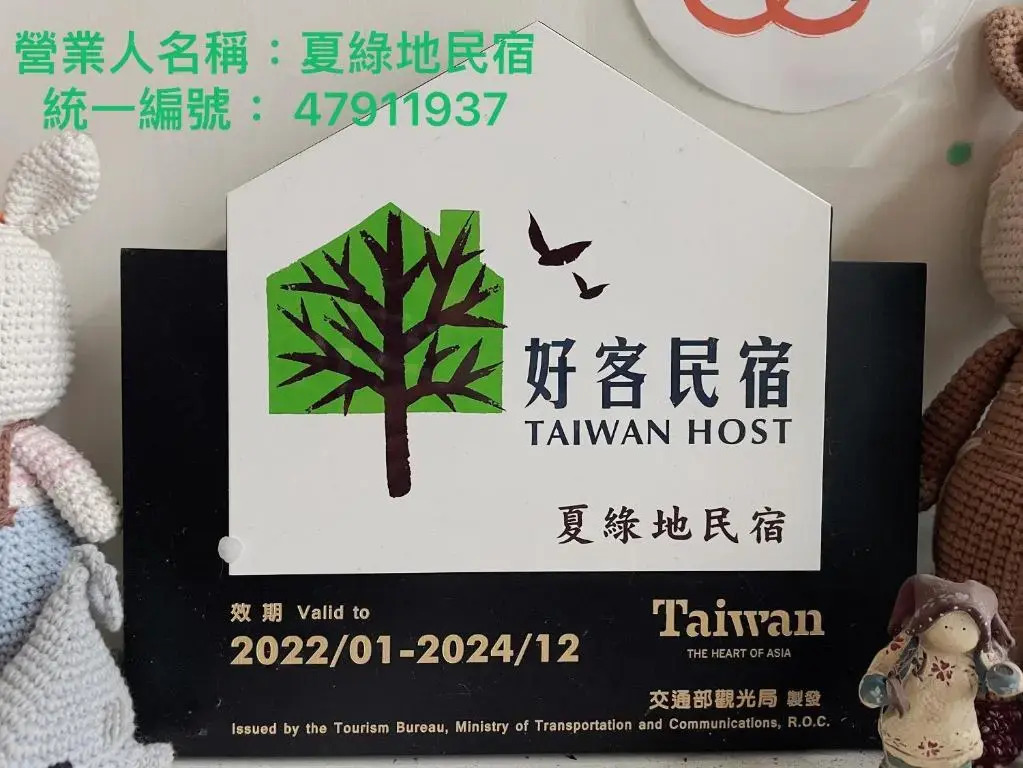 營業人名稱：夏綠地民宿
統一編號： 47911937
好客民宿
TAIWAN HOST
夏綠地民宿
效期 Valid to
2022/01-2024/12
Taiwan
THE HEART OF ASIA
交通部觀光局 製發
Issued by the Tourism Bureau, Ministry of Transportation and Communications, R.O.C.